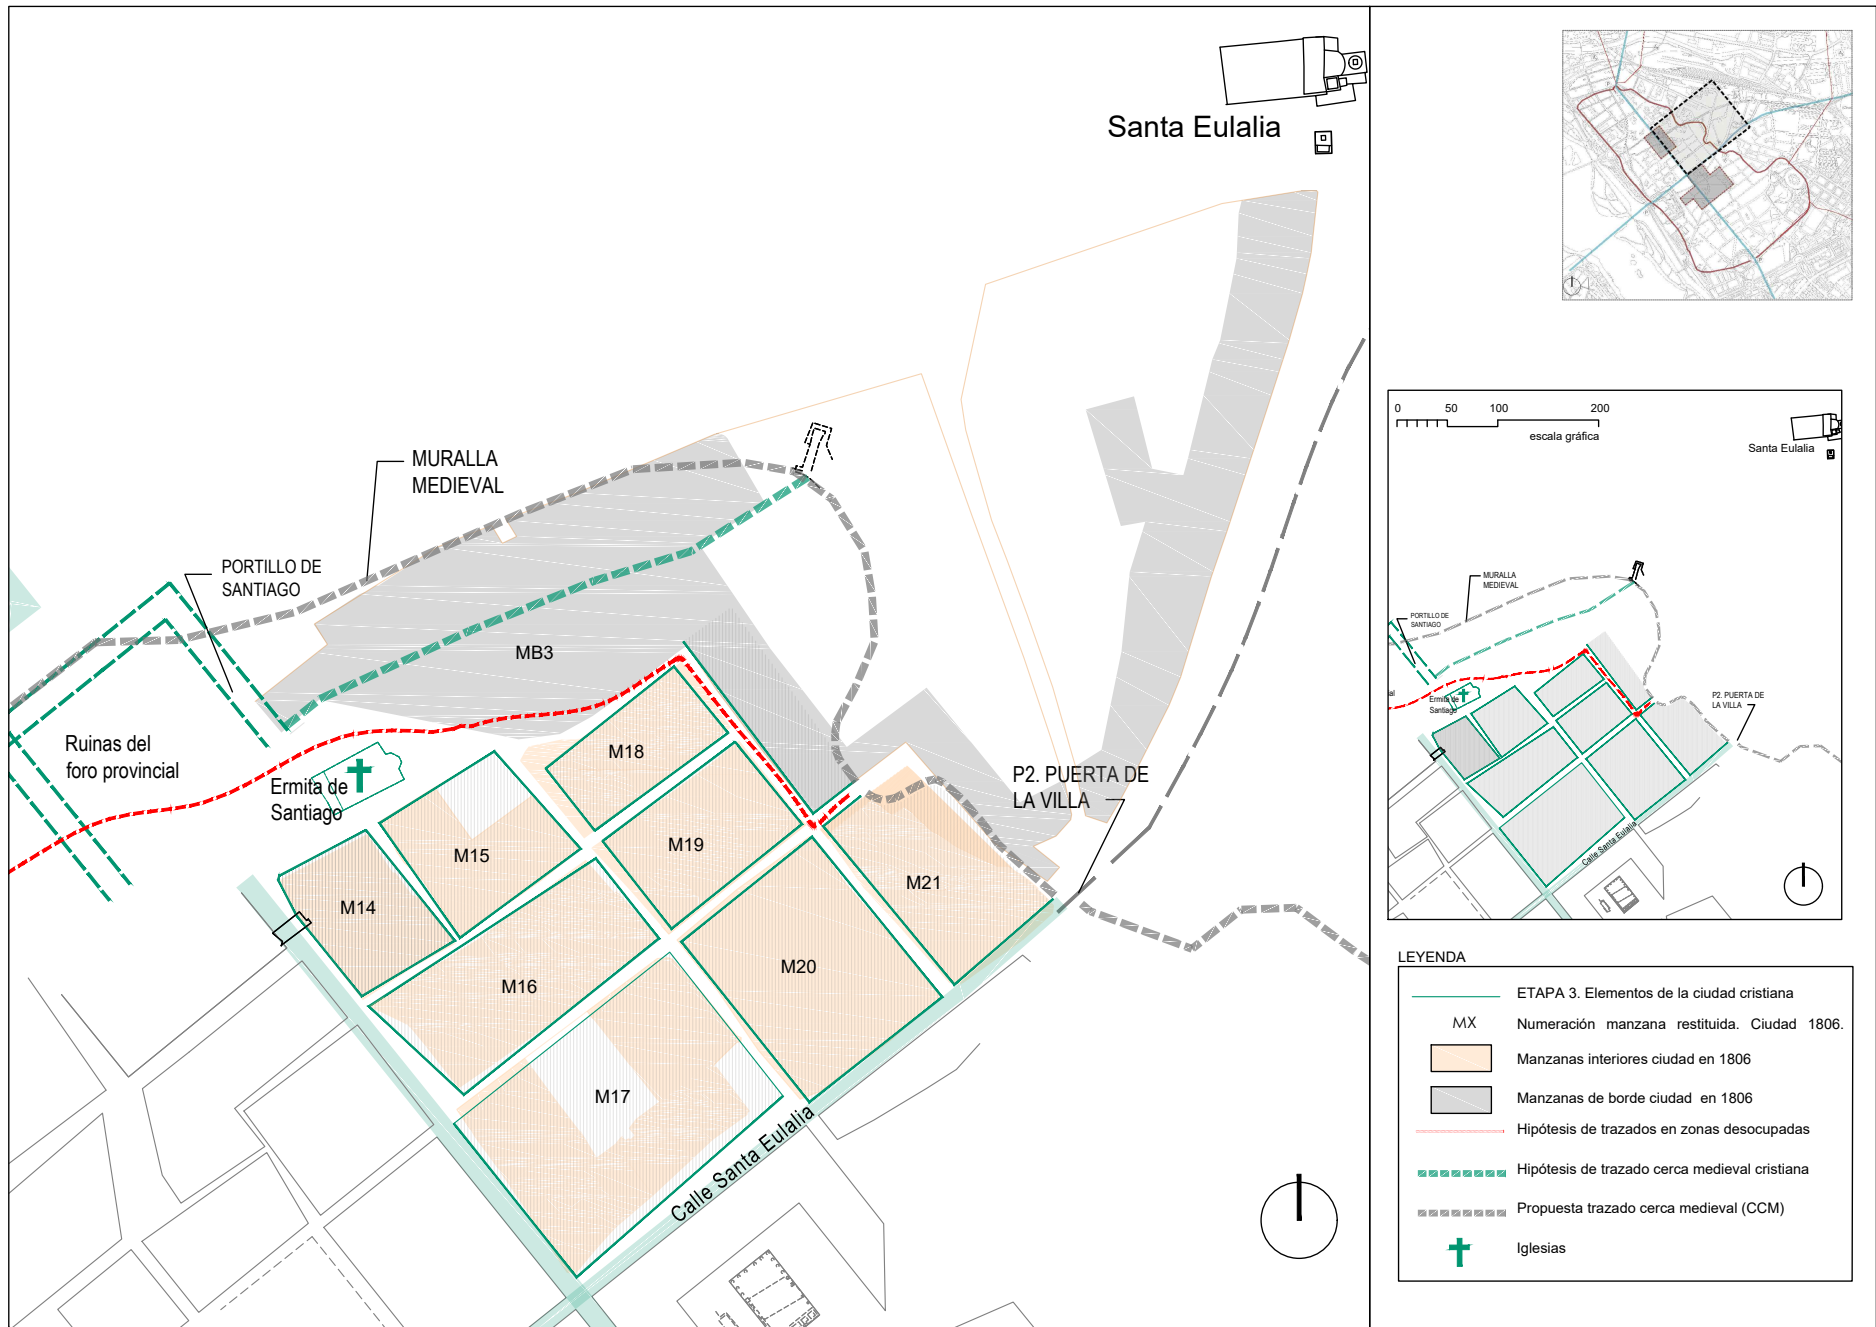 Santa Eulalia
MURALLA
MEDIEVAL
PORTILLO DE
SANTIAGO
MB3
Ruinas del
foro provincial
Ermita de
Santiago
M18
P2. PUERTA DE
LA VILLA
M15
M19
M21
M14
M16
M20
M17
Calle Santa Eulalia
0 50 100 200
escala gráfica
Santa Eulalia
MURALLA
MEDIEVAL
PORTILLO DE
SANTIAGO
al
Ermita de
Santiago
P2. PUERTA DE
LA VILLA
Calle Santa Eulalia
LEYENDA
ETAPA 3. Elementos de la ciudad cristiana
MX Numeración manzana restituida. Ciudad 1806.
Manzanas interiores ciudad en 1806
Manzanas de borde ciudad en 1806
Hipótesis de trazados en zonas desocupadas
Hipótesis de trazado cerca medieval cristiana
Propuesta trazado cerca medieval (CCM)
Iglesias